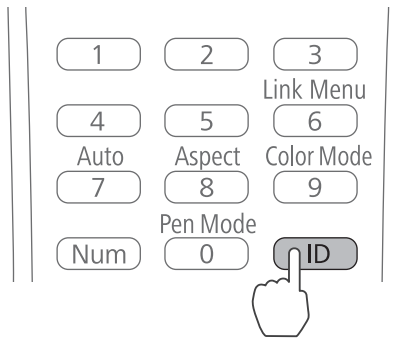 1 2 3
Link Menu
4 5 6
Auto Aspect Color Mode
7 8 9
Pen Mode
Num 0 ID